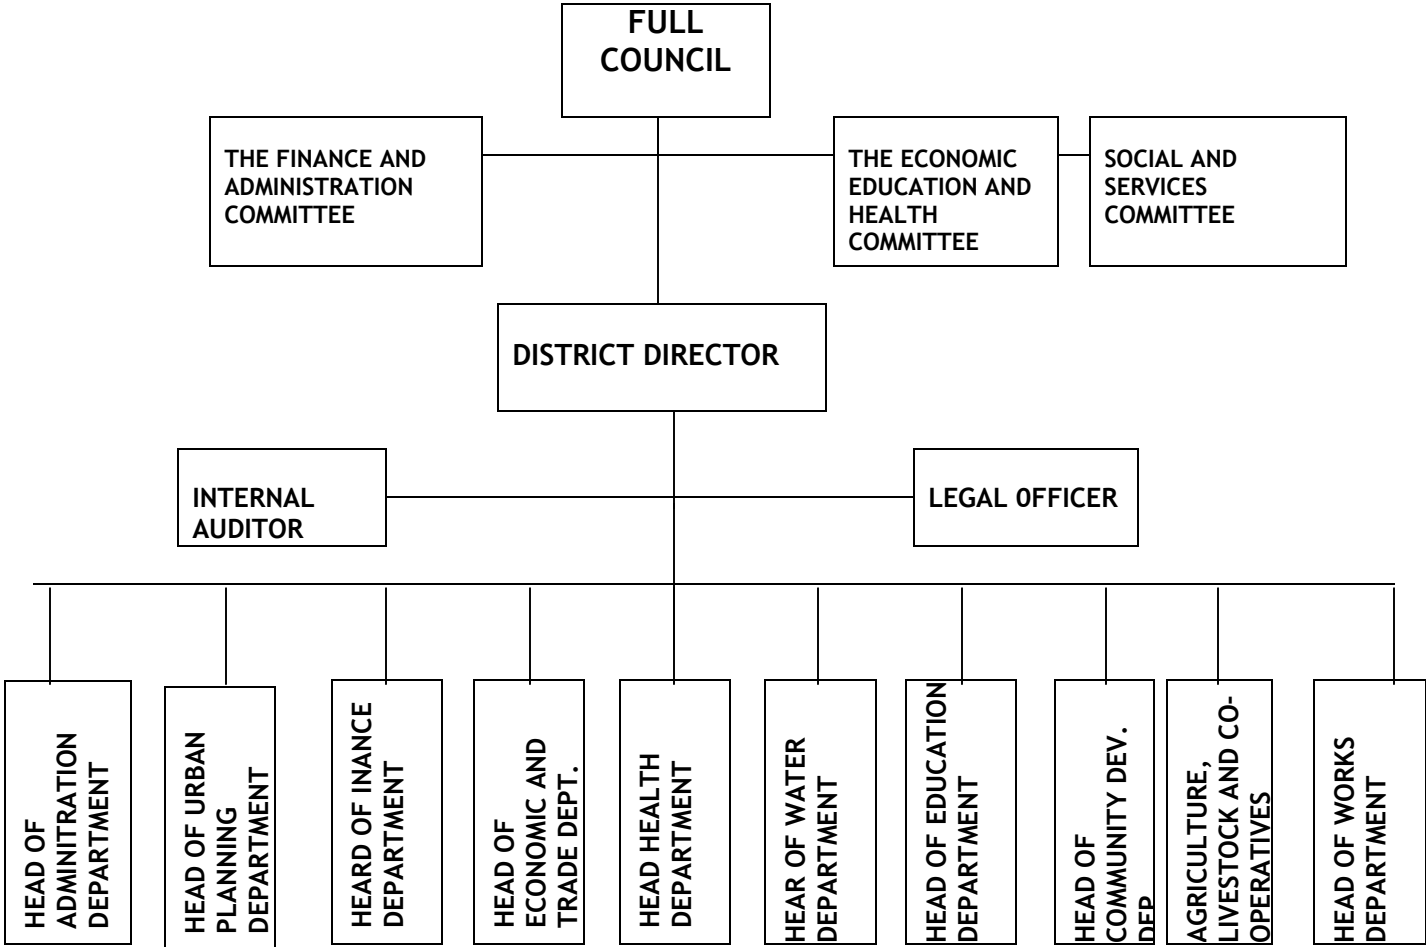 FULL
COUNCIL
THE FINANCE AND
ADMINISTRATION
COMMITTEE
THE ECONOMIC
EDUCATION AND
HEALTH
COMMITTEE
SOCIAL AND
SERVICES
COMMITTEE
DISTRICT DIRECTOR
INTERNAL
AUDITOR
LEGAL 0FFICER
HEAD OF
ADMINITRATION
DEPARTMENT
HEAD OF URBAN
PLANNING
DEPARTMENT
HEARD OF INANCE
DEPARTMENT
HEAD OF
ECONOMIC AND
TRADE DEPT.
HEAD HEALTH
DEPARTMENT
HEAR OF WATER
DEPARTMENT
HEAD OF EDUCATION
DEPARTMENT
HEAD OF
COMMUNITY DEV.
DEP
AGRICULTURE,
LIVESTOCK AND CO-
OPERATIVES
HEAD OF WORKS
DEPARTMENT